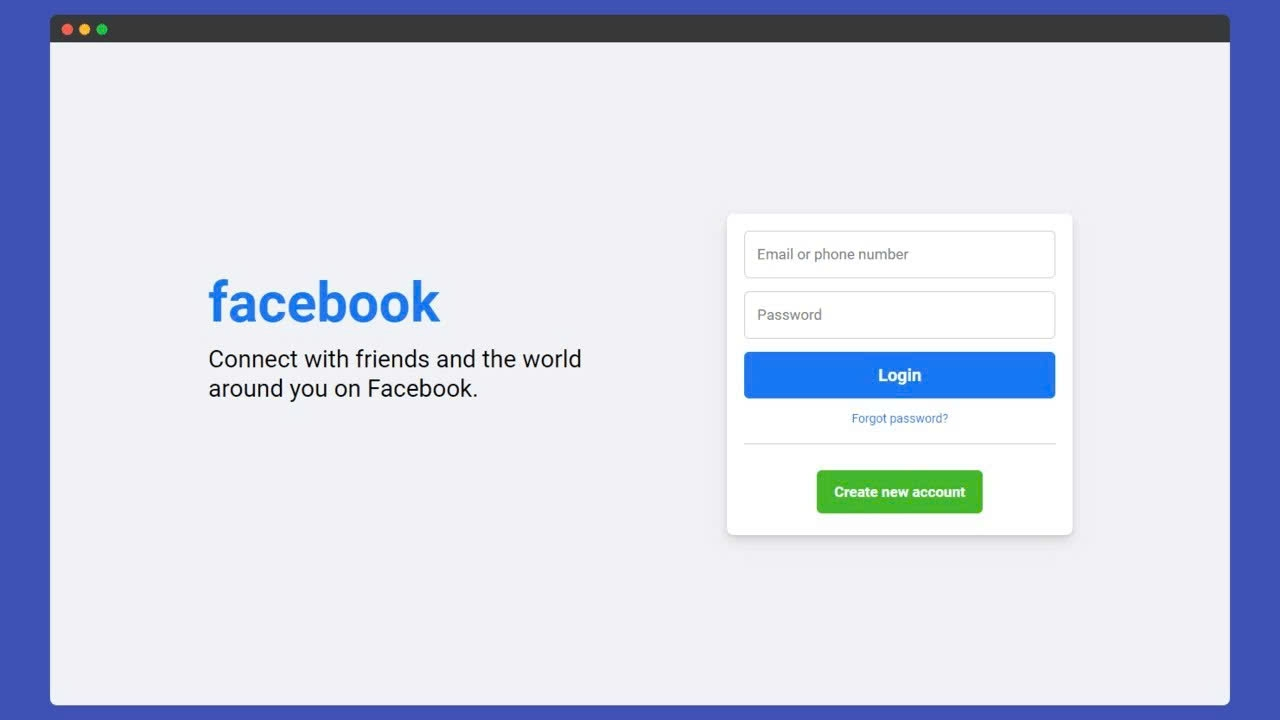 facebook
Connect with friends and the world
around you on Facebook.
Email or phone number
Password
Login
Forgot password?
Create new account